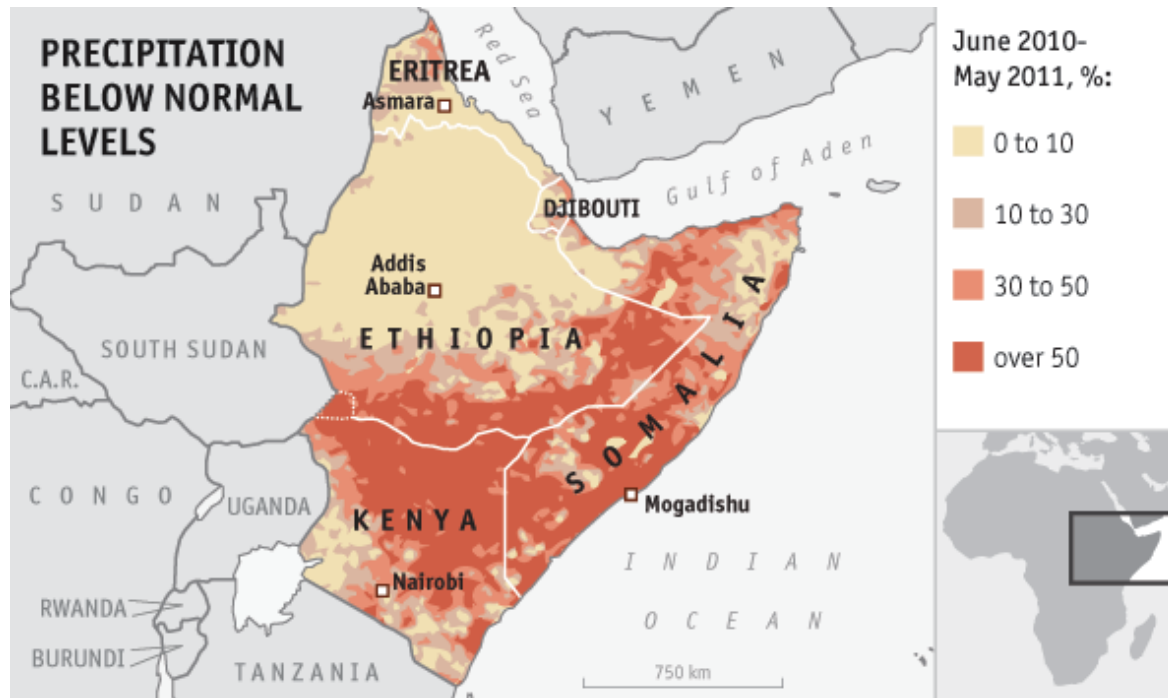 PRECIPITATION
BELOW NORMAL
LEVELS
June 2010-
May 2011, %:
0 to 10
10 to 30
30 to 50
over 50
Red Sea
YEMEN
ERITREA
Asmara
Gulf of Aden
SUDAN
DJIBOUTI
Addis
Ababa
ETHIOPIA
SOUTH SUDAN
C.A.R.
SOMALIA
CONGO
UGANDA
KENYA
Mogadishu
Nairobi
INDIAN
OCEAN
RWANDA
BURUNDI
TANZANIA
750 km